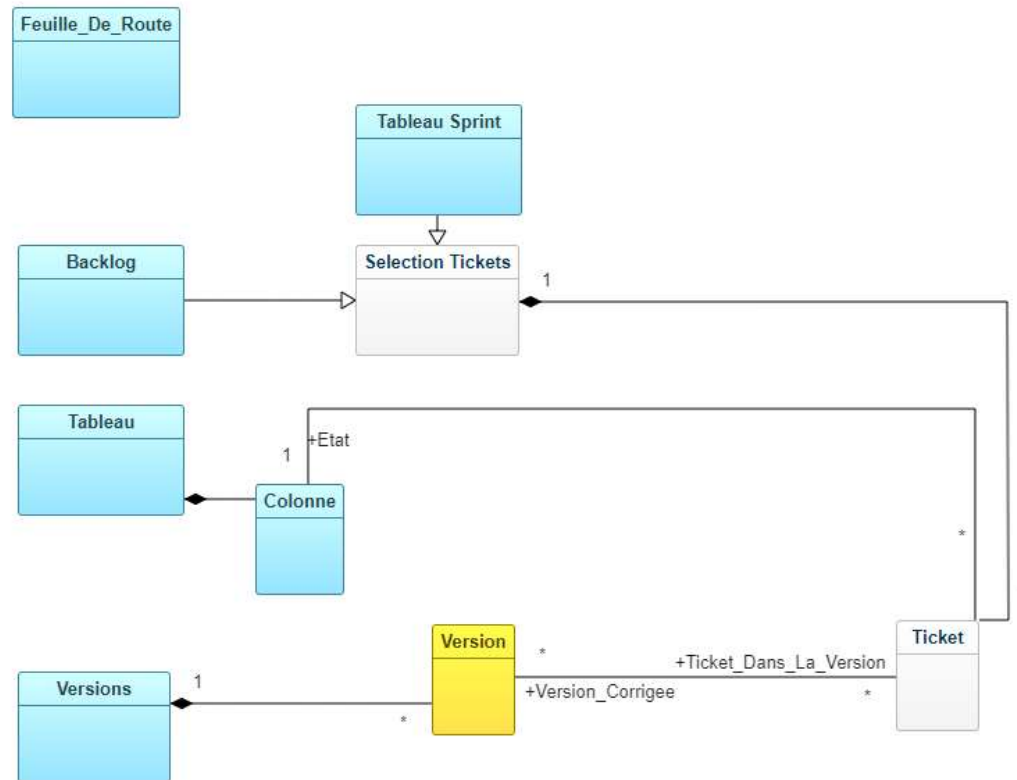 Feuille_De_Route
Tableau Sprint
Backlog
Selection Tickets
1
Tableau
+Etat
1
Colonne
*
Version
*
Ticket
+Ticket_Dans_La_Version
Versions
1
+Version_Corrigee
*
*